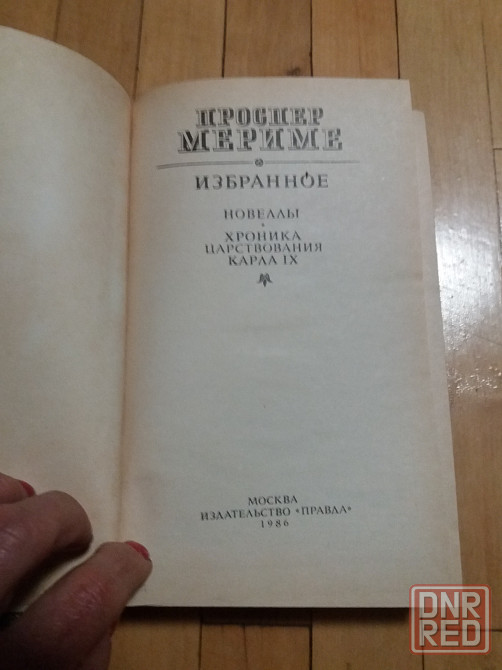 ПРОСПЕР
МЕРИМЕ
ИЗБРАННОЕ
НОВЕЛЛЫ
ХРОНИКА
ЦАРСТВОВАНИЯ
КАРЛА IX
МОСКВА
ИЗДАТЕЛЬСТВО «ПРАВДА»
1986
DNR
RED